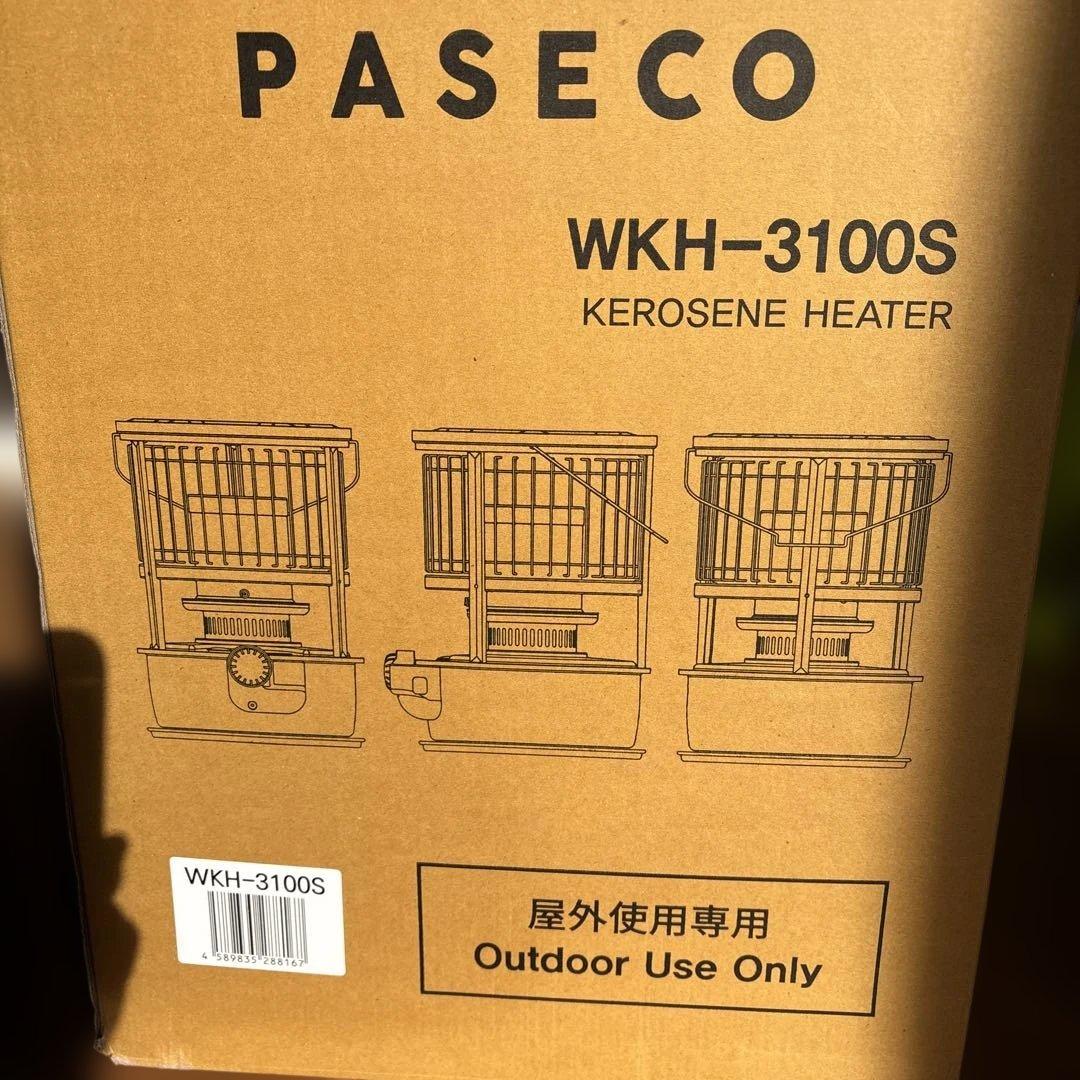 PASECO
WKH-3100S
KEROSENE HEATER
WKH-3100S
4 589835 288167
屋外使用専用
Outdoor Use Only